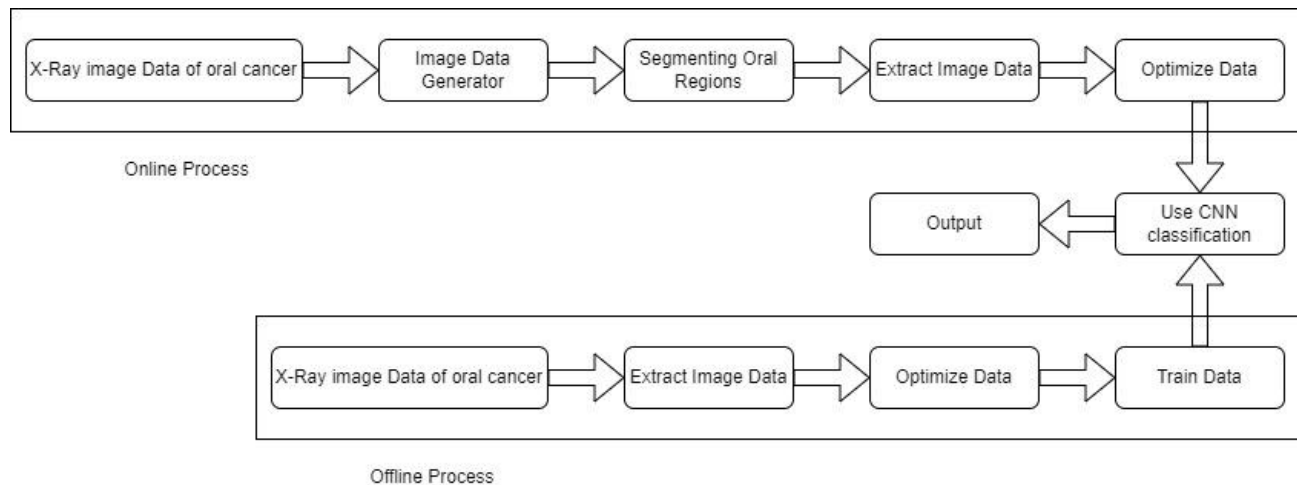 X-Ray image Data of oral cancer
Image Data
Generator
Segmenting Oral
Regions
Extract Image Data
Optimize Data
Online Process
Output
Use CNN
classification
X-Ray image Data of oral cancer
Extract Image Data
Optimize Data
Train Data
Offline Process